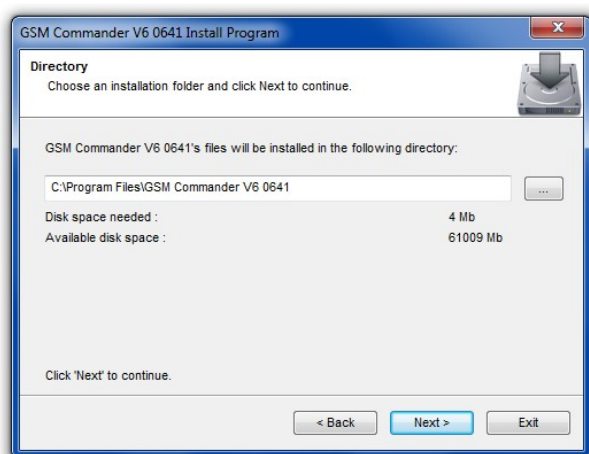 GSM Commander V6 0641 Install Program
Directory
Choose an installation folder and click Next to continue.
GSM Commander V6 0641's files will be installed in the following directory:
C:\Program Files\GSM Commander V6 0641
...
Disk space needed : 4 Mb
Available disk space : 61009 Mb
Click 'Next' to continue.
< Back Next > Exit